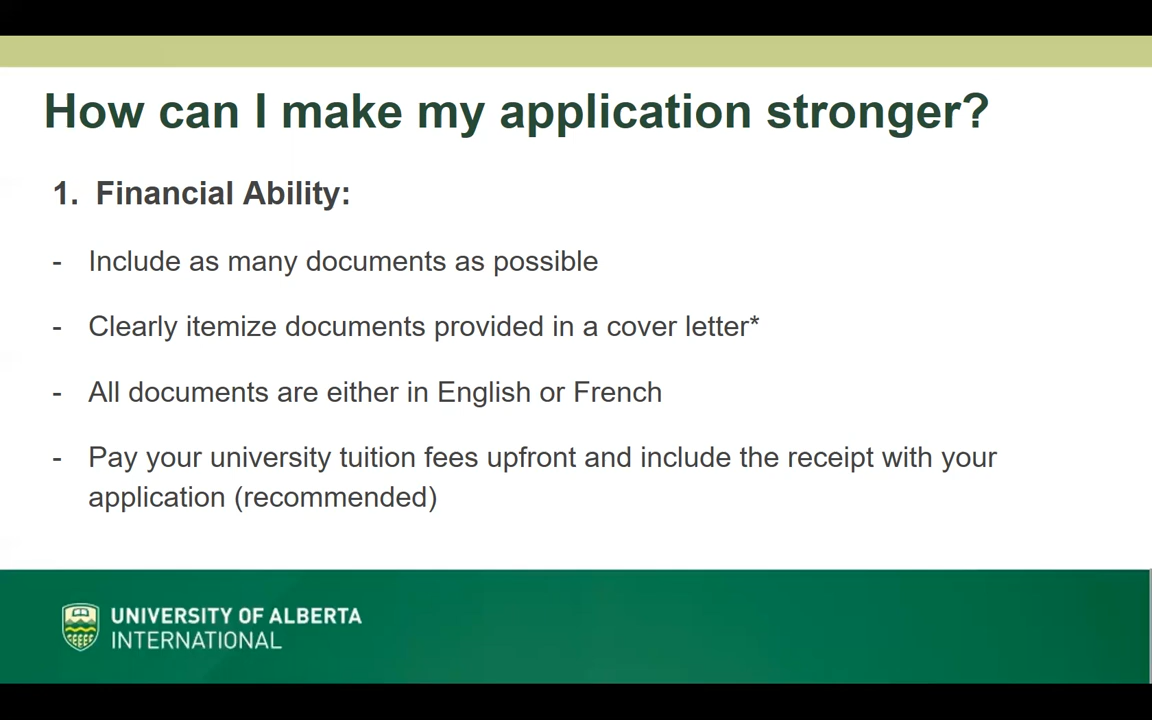 How can I make my application stronger?
1. Financial Ability:
- Include as many documents as possible
- Clearly itemize documents provided in a cover letter*
- All documents are either in English or French
- Pay your university tuition fees upfront and include the receipt with your
application (recommended)
UNIVERSITY OF ALBERTA
INTERNATIONAL